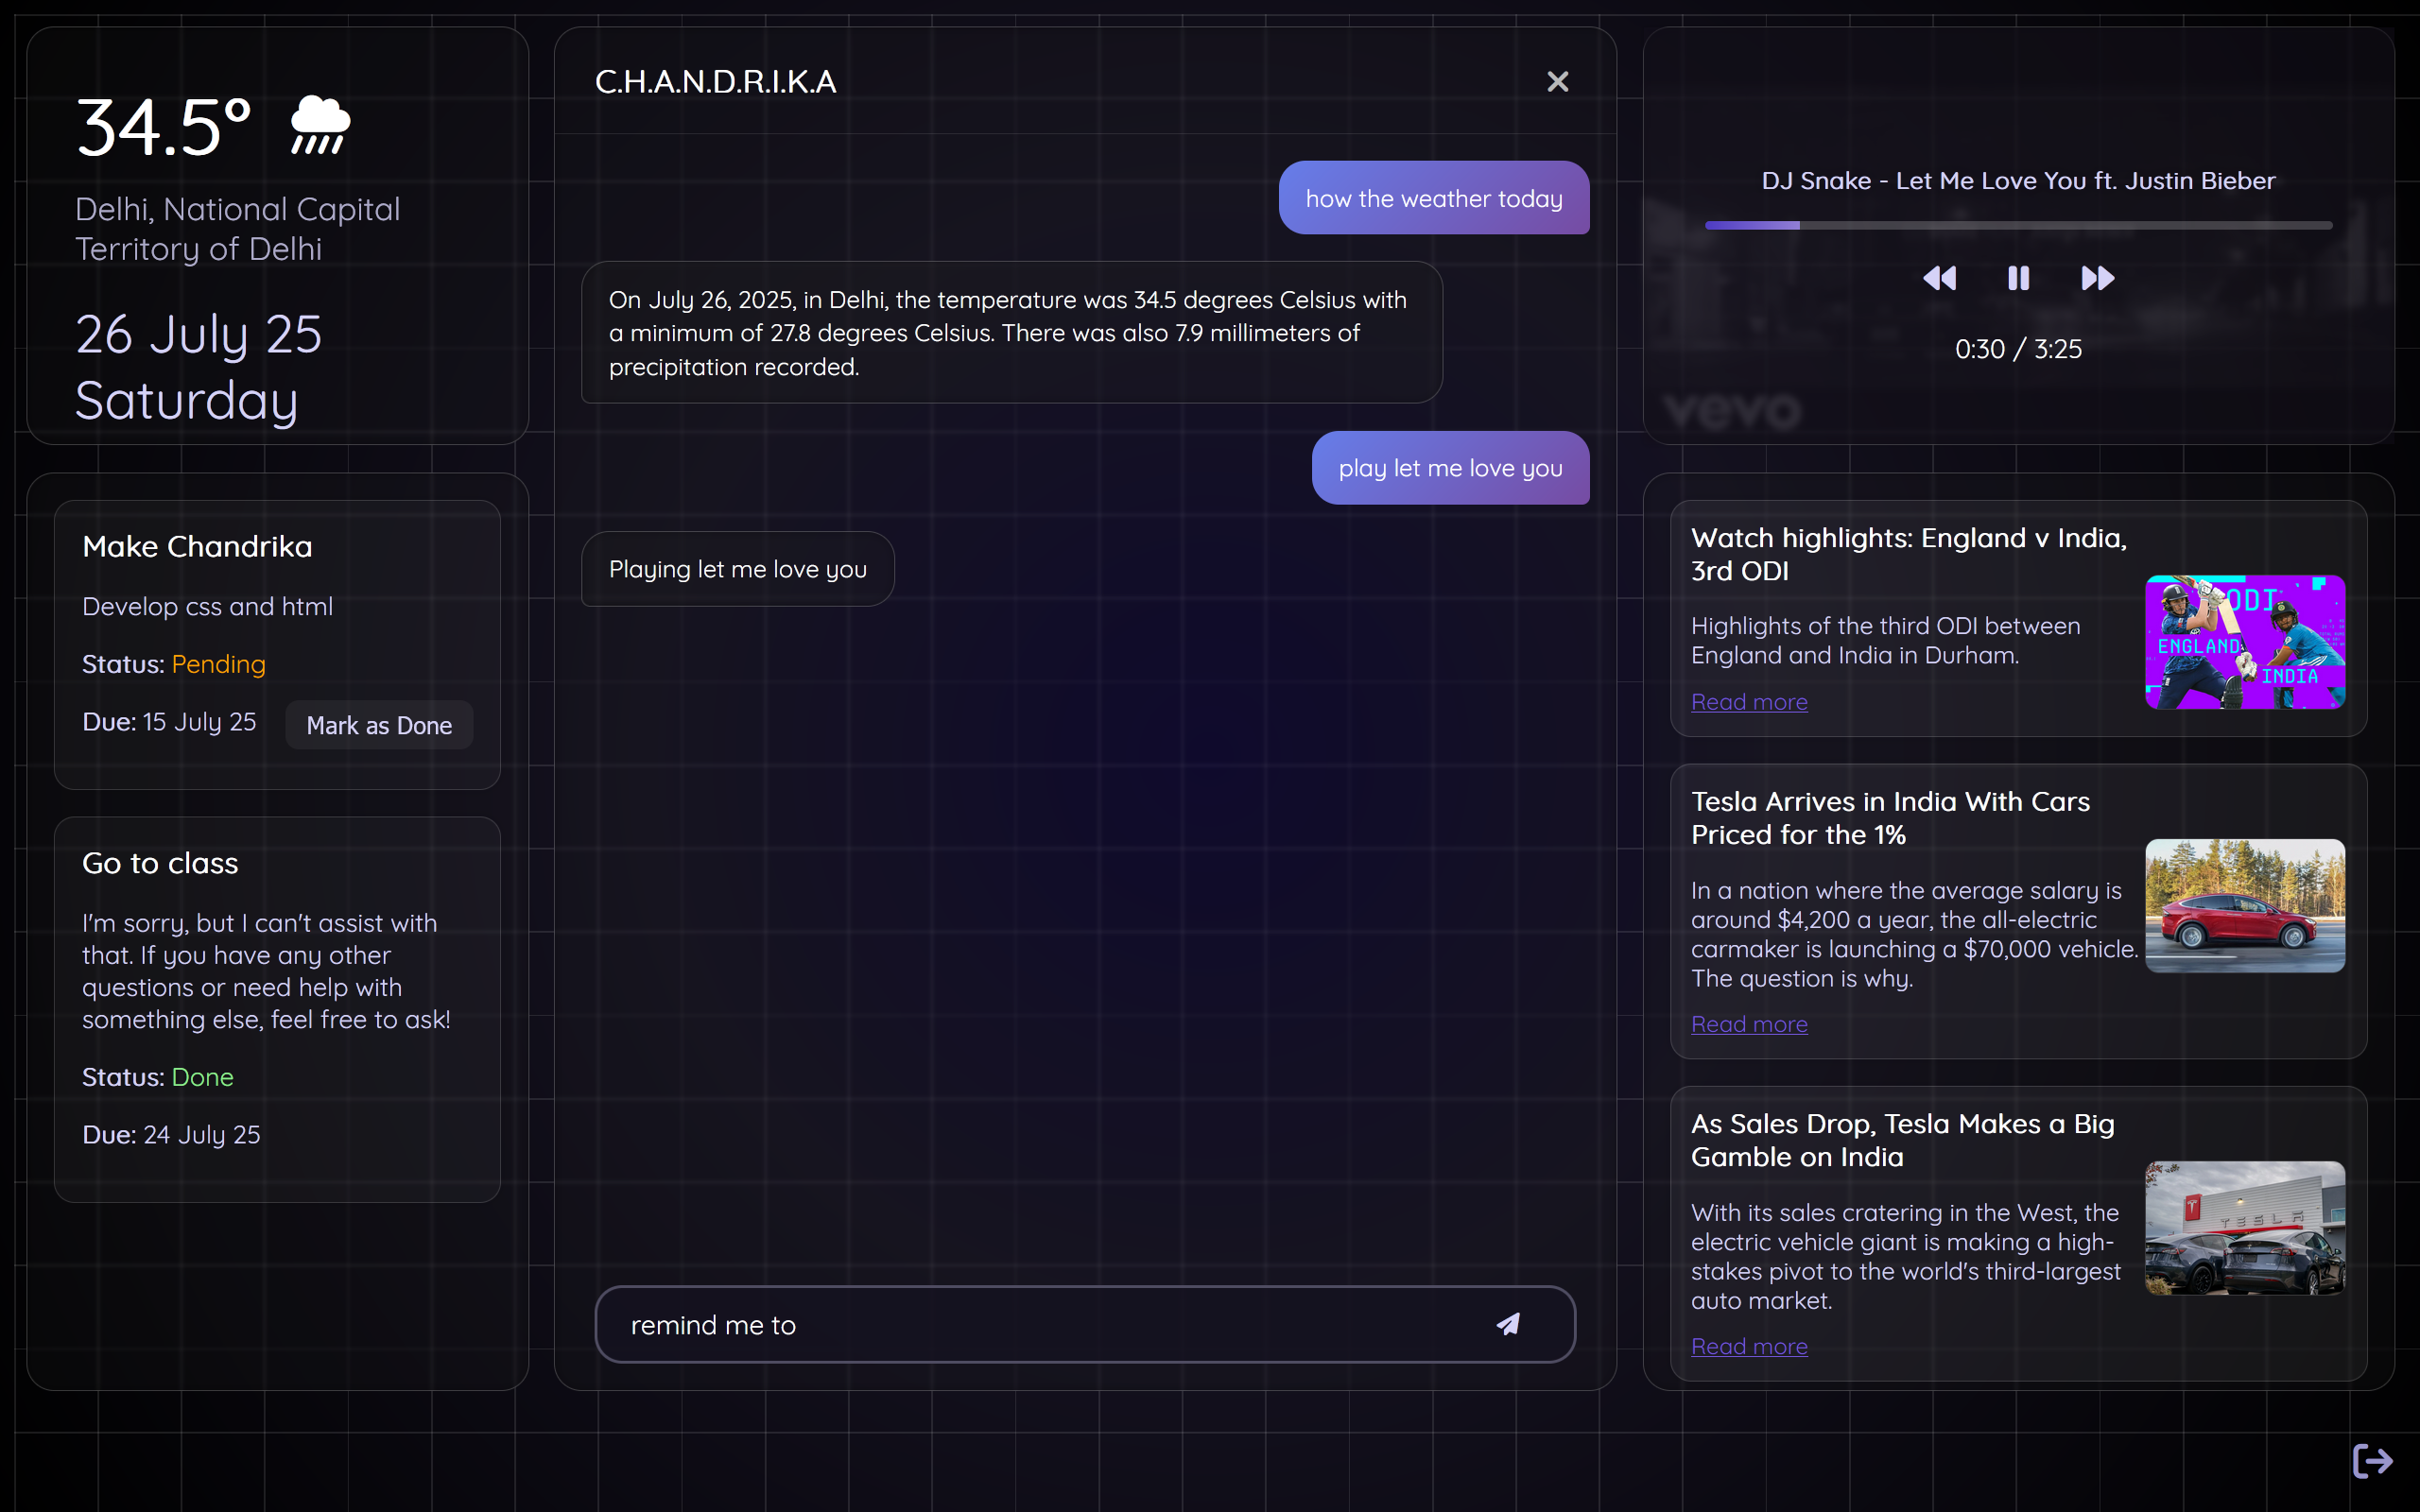 34.5°
Delhi, National Capital
Territory of Delhi
26 July 25
Saturday
Make Chandrika
Develop css and html
Status: Pending
Due: 15 July 25
Mark as Done
Go to class
I'm sorry, but I can't assist with
that. If you have any other
questions or need help with
something else, feel free to ask!
Status: Done
Due: 24 July 25
C.H.A.N.D.R.I.K.A
how the weather today
On July 26, 2025, in Delhi, the temperature was 34.5 degrees Celsius with
a minimum of 27.8 degrees Celsius. There was also 7.9 millimeters of
precipitation recorded.
play let me love you
Playing let me love you
remind me to
DJ Snake - Let Me Love You ft. Justin Bieber
0:30 / 3:25
vevo
Watch highlights: England v India,
3rd ODI
Highlights of the third ODI between
England and India in Durham.
Read more
ODI
ENGLAND
INDIA
Tesla Arrives in India With Cars
Priced for the 1%
In a nation where the average salary is
around $4,200 a year, the all-electric
carmaker is launching a $70,000 vehicle.
The question is why.
Read more
As Sales Drop, Tesla Makes a Big
Gamble on India
With its sales cratering in the West, the
electric vehicle giant is making a high-
stakes pivot to the world's third-largest
auto market.
Read more
TESLA